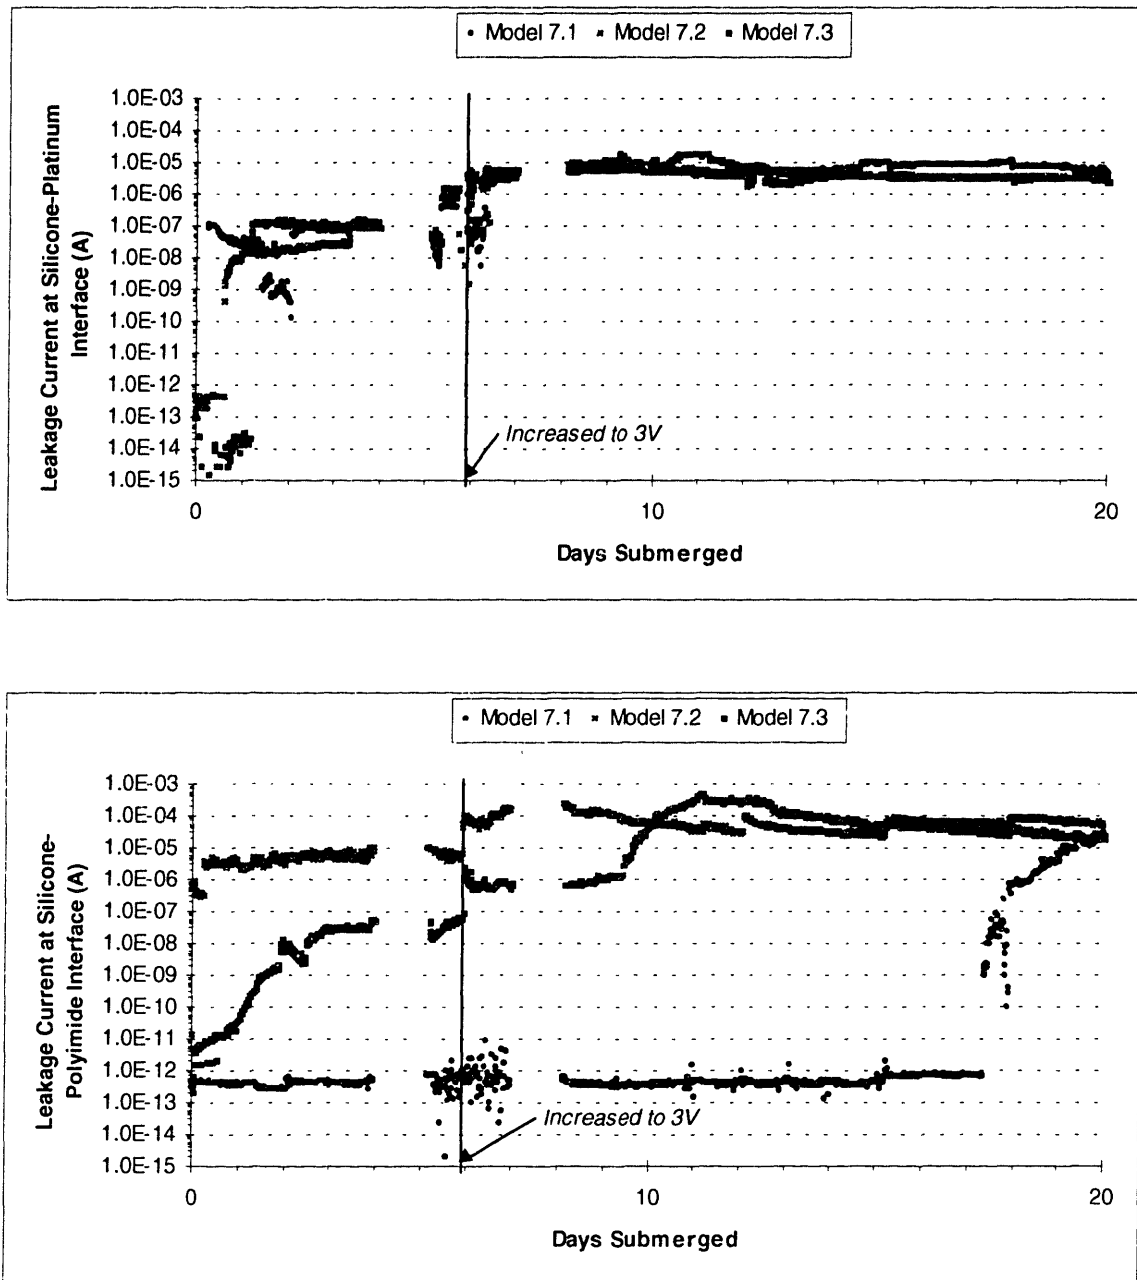 • Model 7.1 × Model 7.2 ■ Model 7.3
Leakage Current at Silicone-Platinum
Interface (A)
1.0E-03
1.0E-04
1.0E-05
1.0E-06
1.0E-07
1.0E-08
1.0E-09
1.0E-10
1.0E-11
1.0E-12
1.0E-13
1.0E-14
1.0E-15
Increased to 3V
0 10 20
Days Submerged
• Model 7.1 × Model 7.2 ■ Model 7.3
Leakage Current at Silicone-
Polyimide Interface (A)
1.0E-03
1.0E-04
1.0E-05
1.0E-06
1.0E-07
1.0E-08
1.0E-09
1.0E-10
1.0E-11
1.0E-12
1.0E-13
1.0E-14
1.0E-15
Increased to 3V
0 10 20
Days Submerged